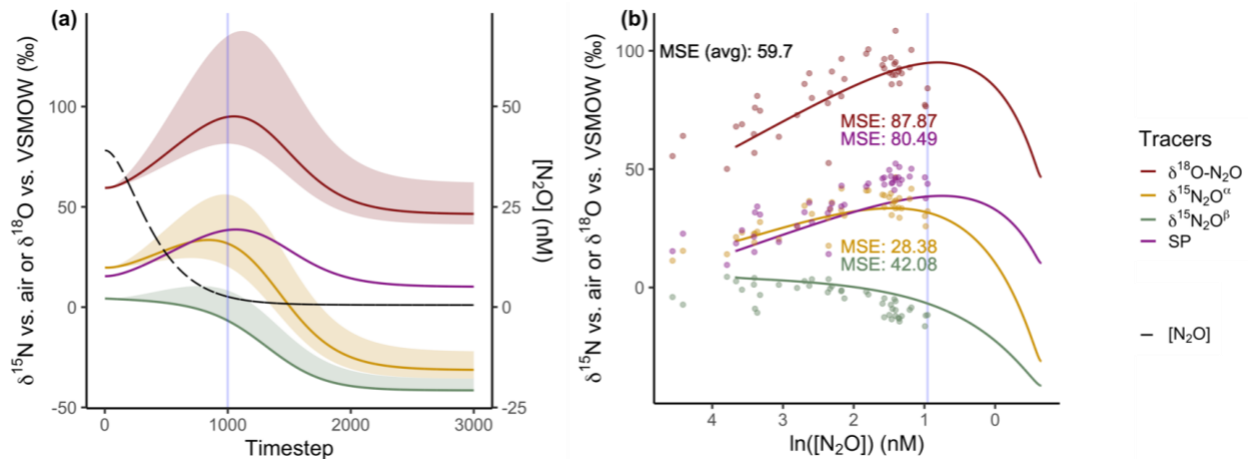 (a)
δ¹⁵N vs. air or δ¹⁸O vs. VSMOW (‰)
100
50
0
-50
0
1000
2000
3000
Timestep
50
25
0
-25
[N₂O] (nM)
(b)
δ¹⁵N vs. air or δ¹⁸O vs. VSMOW (‰)
100
50
0
MSE (avg): 59.7
MSE: 87.87
MSE: 80.49
MSE: 28.38
MSE: 42.08
4
3
2
1
0
ln([N₂O]) (nM)
Tracers
δ¹⁸O-N₂O
δ¹⁵N₂Oᵅ
δ¹⁵N₂Oᵝ
SP
[N₂O]